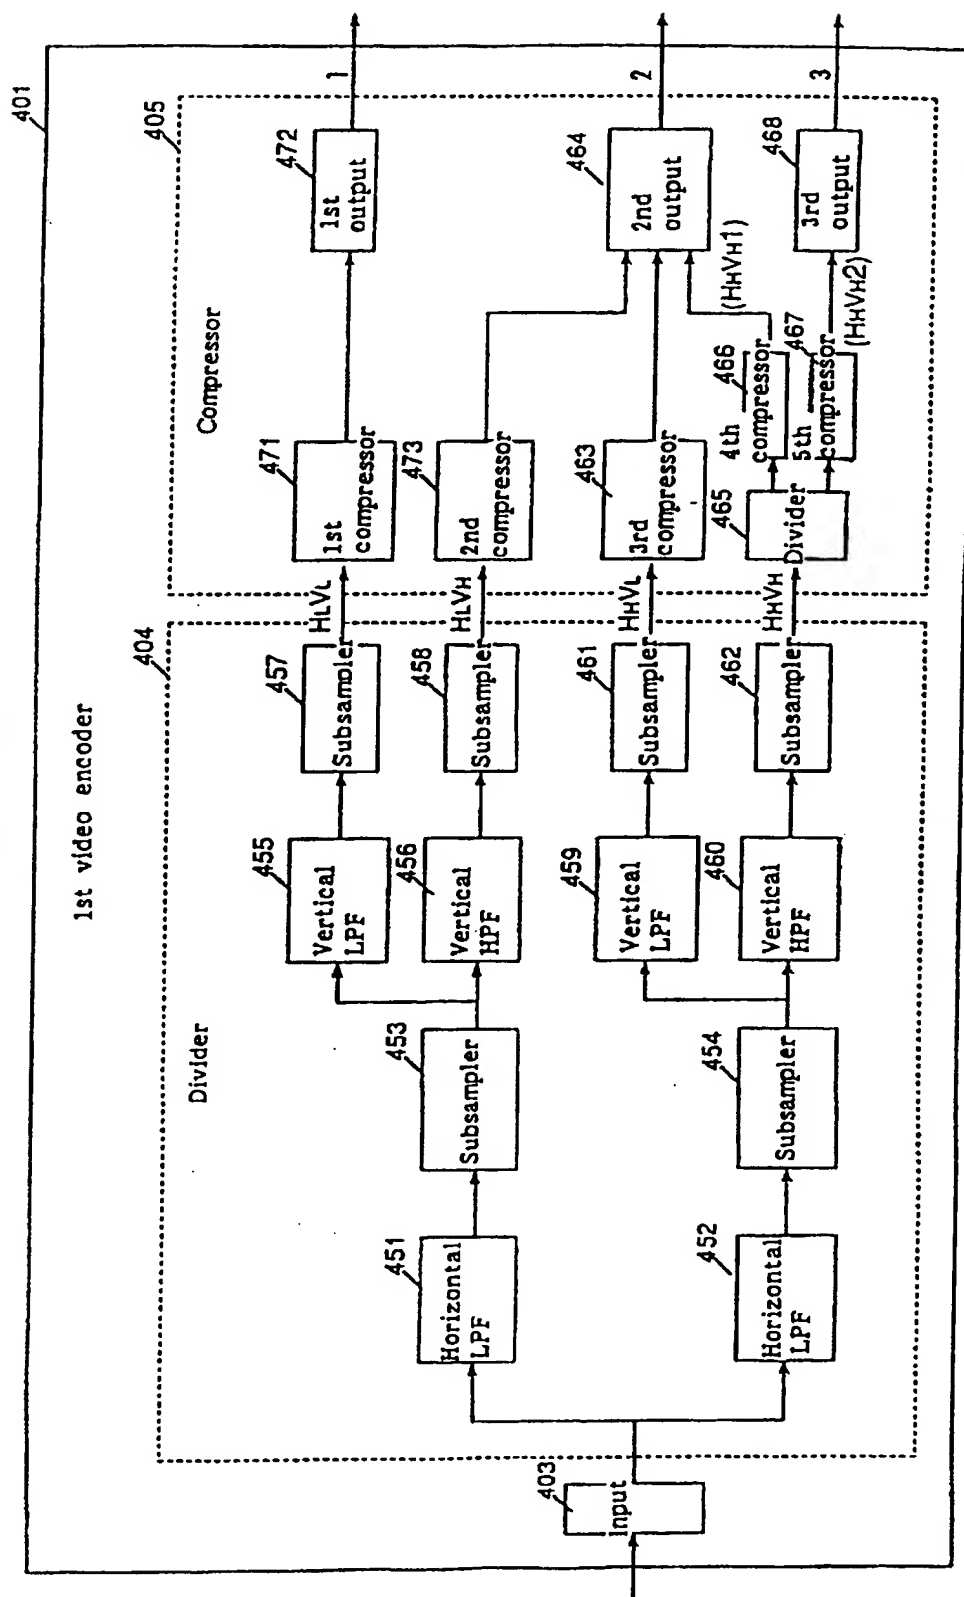 401
1st video encoder
404
Divider
405
Compressor
403
Input
451
Horizontal
LPF
453
Subsampler
455
Vertical
LPF
457
Subsampler
HLVL
471
1st
compressor
472
1st
output
1
456
Vertical
HPF
458
Subsampler
HLVH
473
2nd
compressor
464
2nd
output
2
452
Horizontal
LPF
454
Subsampler
459
Vertical
LPF
461
Subsampler
HHVL
463
3rd
compressor
460
Vertical
HPF
462
Subsampler
HHVH
465
Divider
466
4th
compressor
(HHVH1)
467
5th
compressor
(HHVH2)
468
3rd
output
3